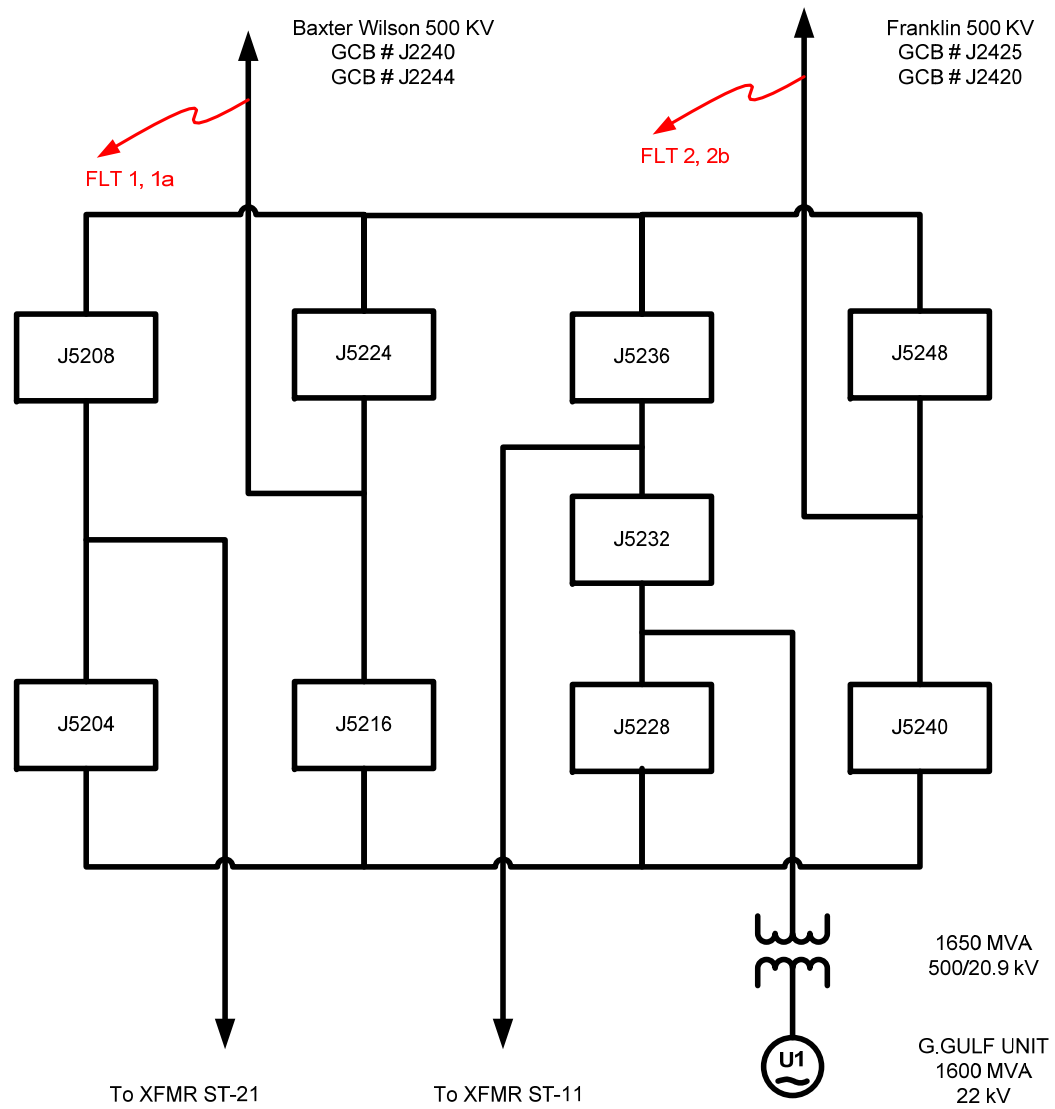 Baxter Wilson 500 KV
GCB # J2240
GCB # J2244
Franklin 500 KV
GCB # J2425
GCB # J2420
FLT 1, 1a
FLT 2, 2b
J5208
J5224
J5236
J5248
J5232
J5204
J5216
J5228
J5240
1650 MVA
500/20.9 kV
U1
G.GULF UNIT
1600 MVA
22 kV
To XFMR ST-21
To XFMR ST-11